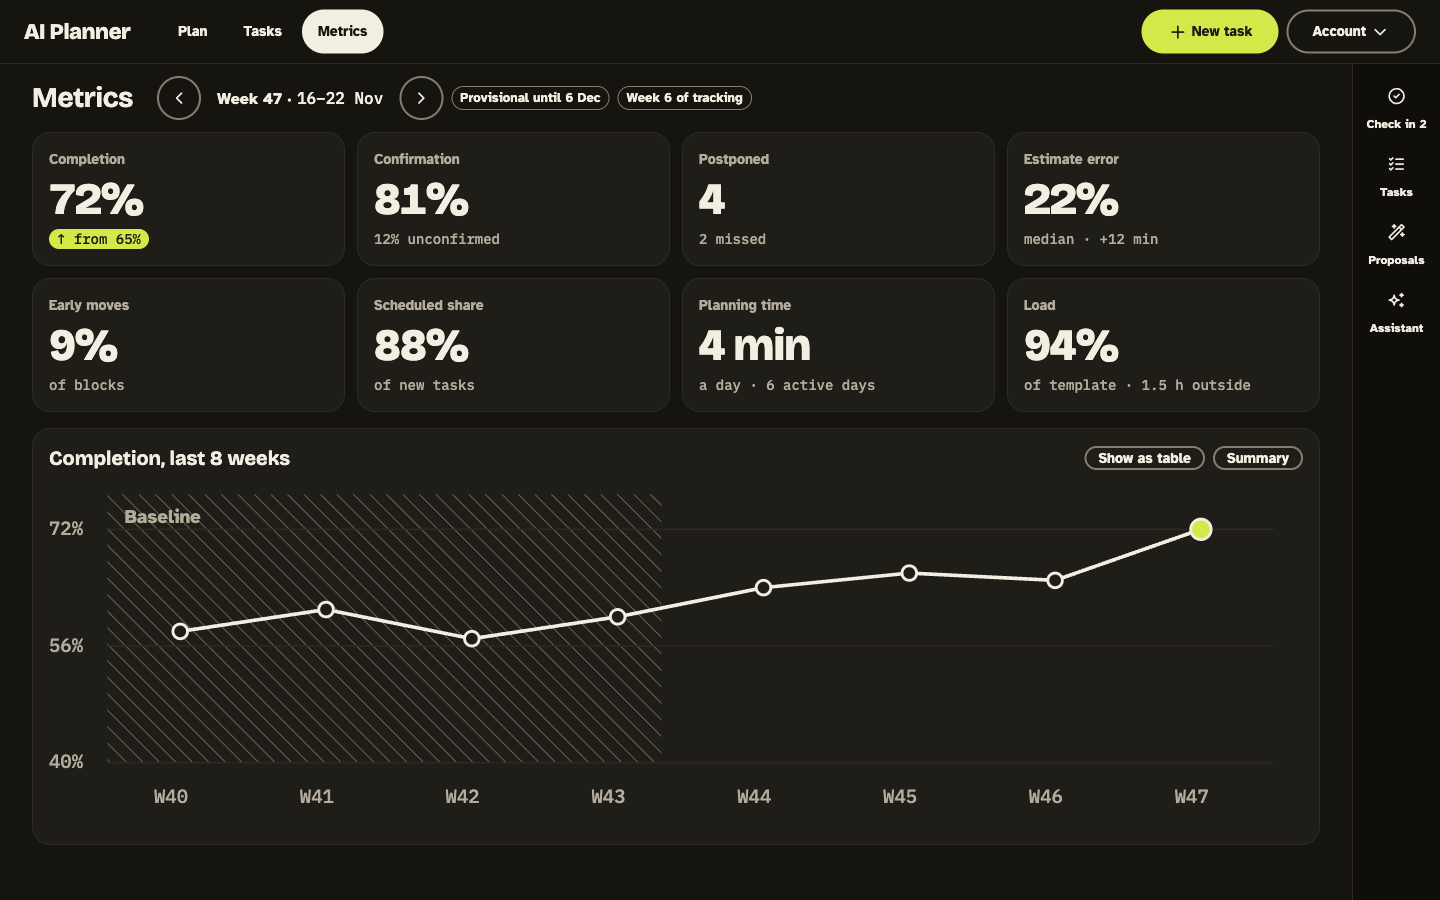 AI Planner
Plan
Tasks
Metrics
+ New task
Account
Metrics
Week 47 · 16–22 Nov
Provisional until 6 Dec
Week 6 of tracking
Completion
72%
↑ from 65%
Confirmation
81%
12% unconfirmed
Postponed
4
2 missed
Estimate error
22%
median · +12 min
Early moves
9%
of blocks
Scheduled share
88%
of new tasks
Planning time
4 min
a day · 6 active days
Load
94%
of template · 1.5 h outside
Completion, last 8 weeks
Show as table
Summary
Baseline
72%
56%
40%
W40
W41
W42
W43
W44
W45
W46
W47
Check in 2
Tasks
Proposals
Assistant